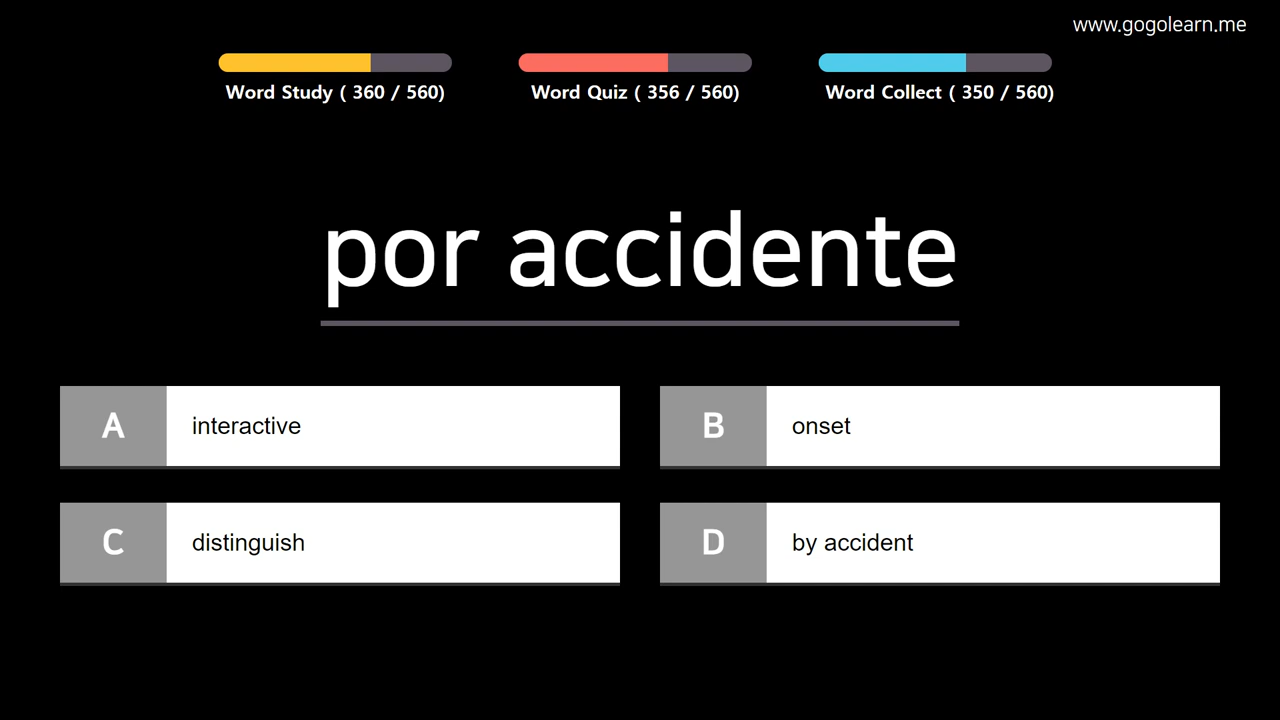 www.gogolearn.me
Word Study ( 360 / 560)
Word Quiz ( 356 / 560)
Word Collect ( 350 / 560)
por accidente
A interactive
B onset
C distinguish
D by accident